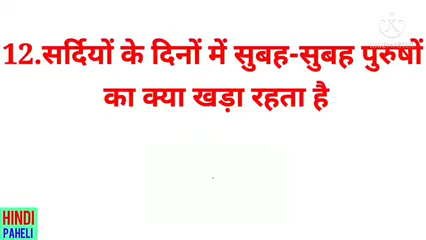 12.सर्दियों के दिनों में सुबह-सुबह पुरुषों
का क्या खड़ा रहता है
HINDI
PAHELI